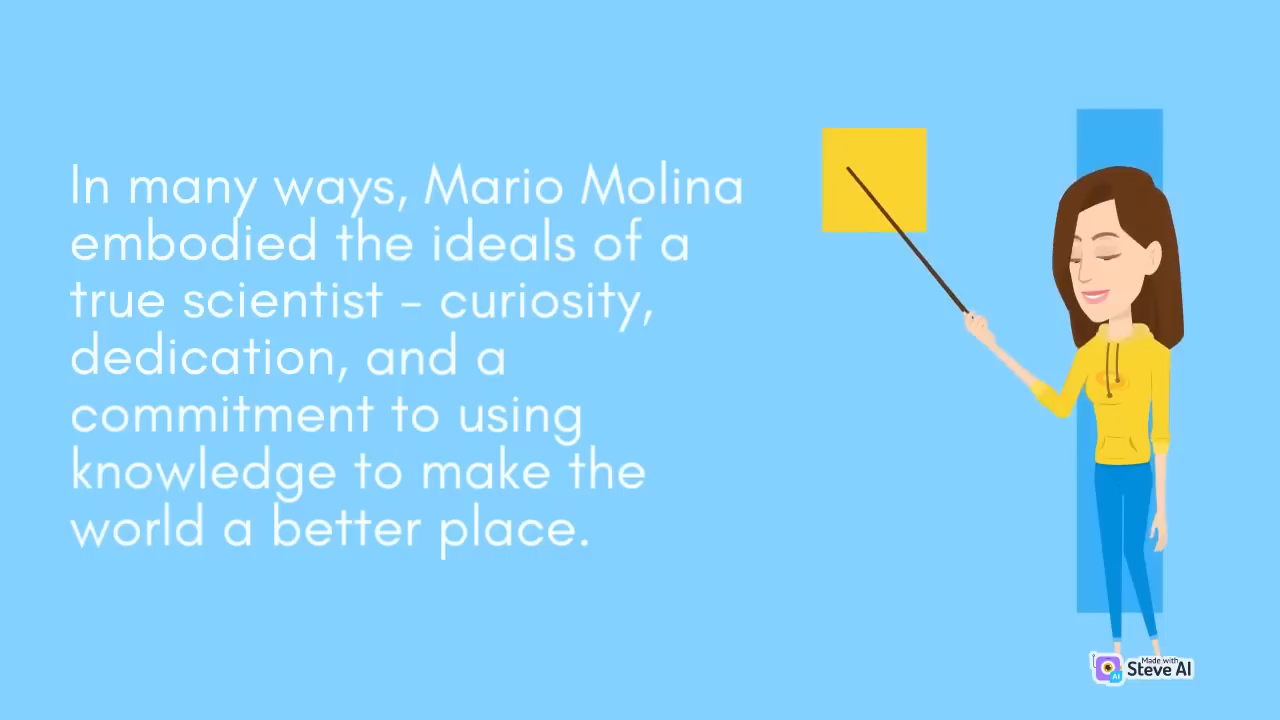 In many ways, Mario Molina
embodied the ideals of a
true scientist - curiosity,
dedication, and a
commitment to using
knowledge to make the
world a better place.
Made with
Steve AI
AI